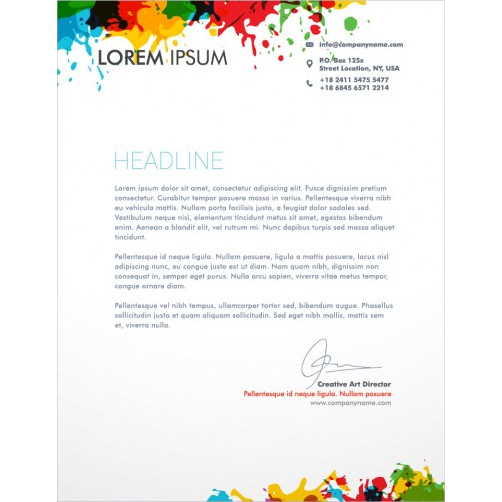 LOREM IPSUM
info@companyname.com
P.O. Box 125x
Street Location, NY, USA
+18 2411 5475 5477
+18 6845 6571 2214
HEADLINE
Lorem ipsum dolor sit amet, consectetur adipiscing elit. Etiam dignissim
consectetur. Curabitur tempor posuere massa in varius. Fusce pretium nibh
eu vehicula mattis. Nullam porta facilisis justo, a feugiat dolor sodales sed.
Vestibulum neque nisi, elementum tincidunt sit amet, egestas bibendum
enim. Aenean a blandit elit, vel rutrum mi. Nunc dapibus turpis sed massa aliquet
tincidunt.
Pellentesque id neque ligula. Nullam posuere, ligula a mattis posuere, lacus nisl
adipiscing nunc, eu congue justo est ut diam. Nam quam nibh, dignissim non
consequat in, semper eget purus. Nulla arcu sapien, viverra vitae metus tempor,
congue ornare diam.
Pellentesque vel nibh tempus, ullamcorper tortor sed, bibendum augue. Phasellus
sollicitudin justo et quam aliquam sollicitudin. Sed id nibh mollis, mattis sem
et, viverra nulla.
Creative Art Director
Pellentesque id neque ligula. Nullam posuere
www.companyname.com